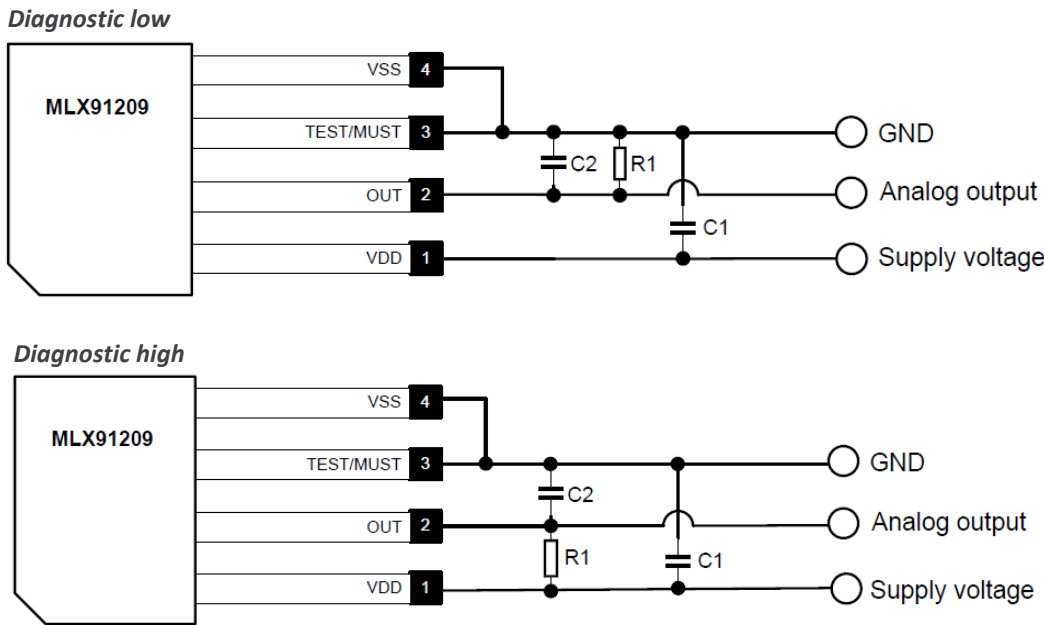 Diagnostic low
MLX91209
VSS 4
TEST/MUST 3
OUT 2
VDD 1
C2
R1
C1
GND
Analog output
Supply voltage
Diagnostic high
MLX91209
VSS 4
TEST/MUST 3
OUT 2
VDD 1
C2
R1
C1
GND
Analog output
Supply voltage